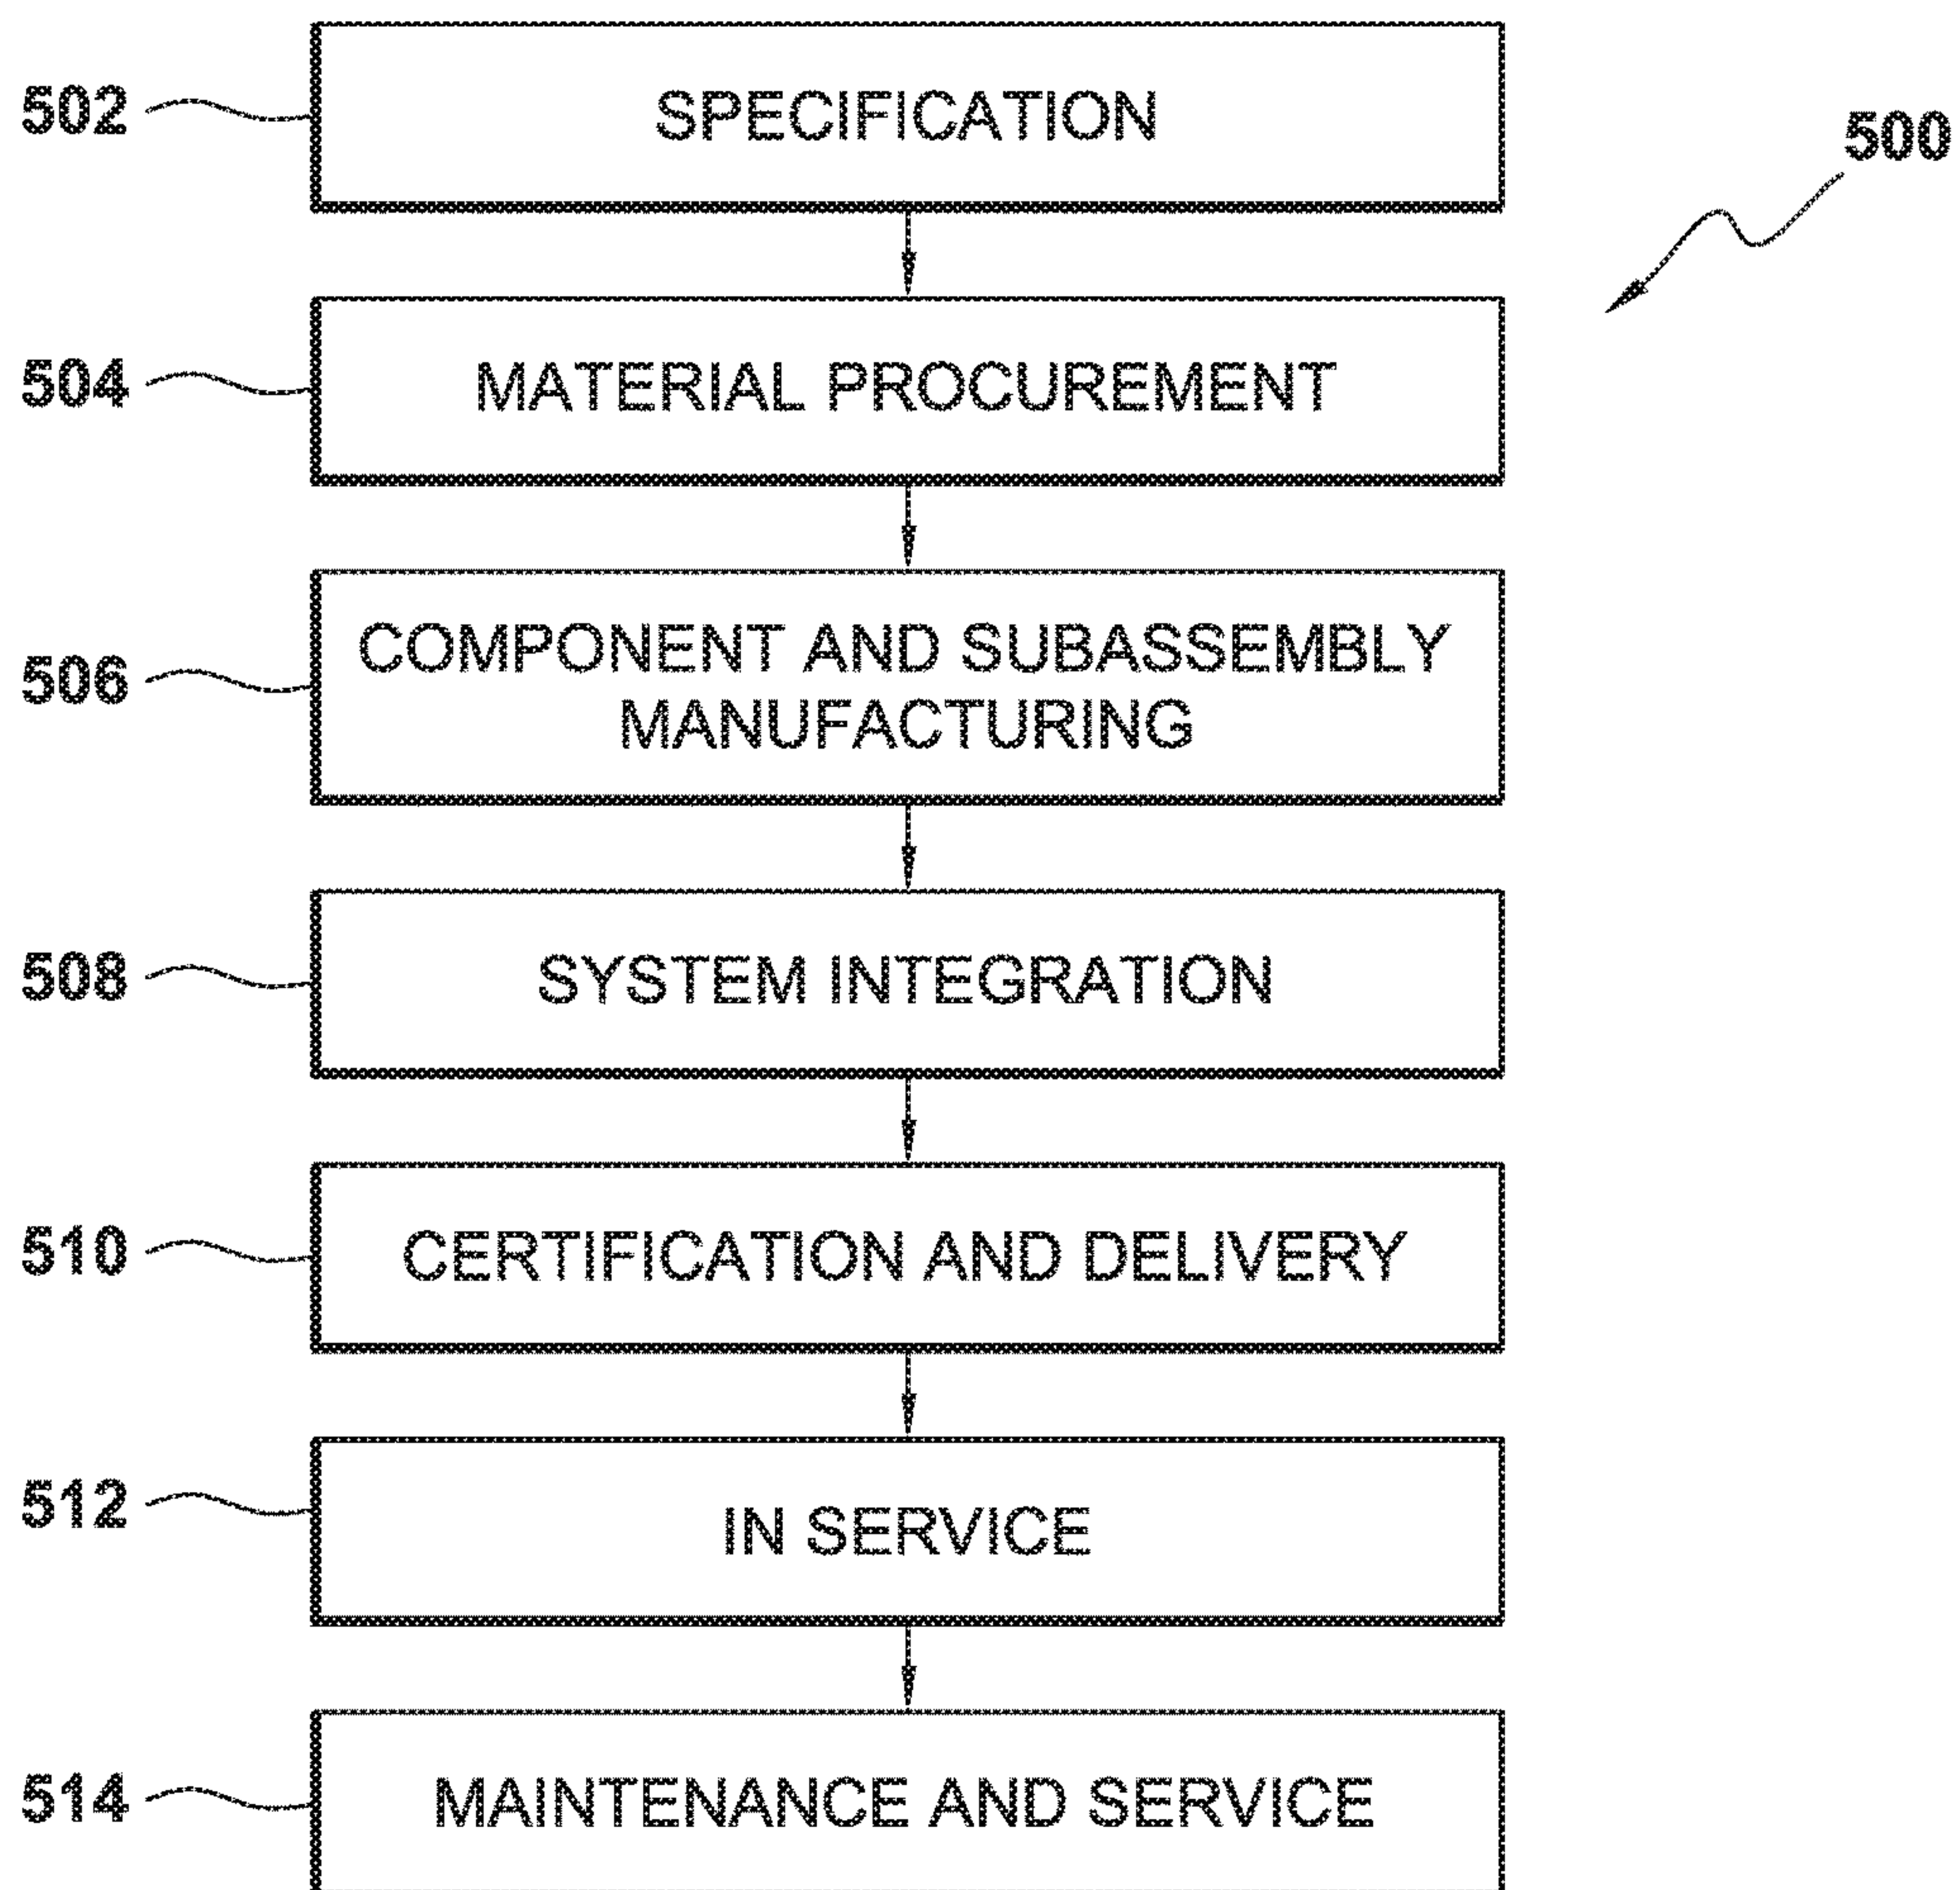 502
SPECIFICATION
500
504
MATERIAL PROCUREMENT
506
COMPONENT AND SUBASSEMBLY
MANUFACTURING
508
SYSTEM INTEGRATION
510
CERTIFICATION AND DELIVERY
512
IN SERVICE
514
MAINTENANCE AND SERVICE